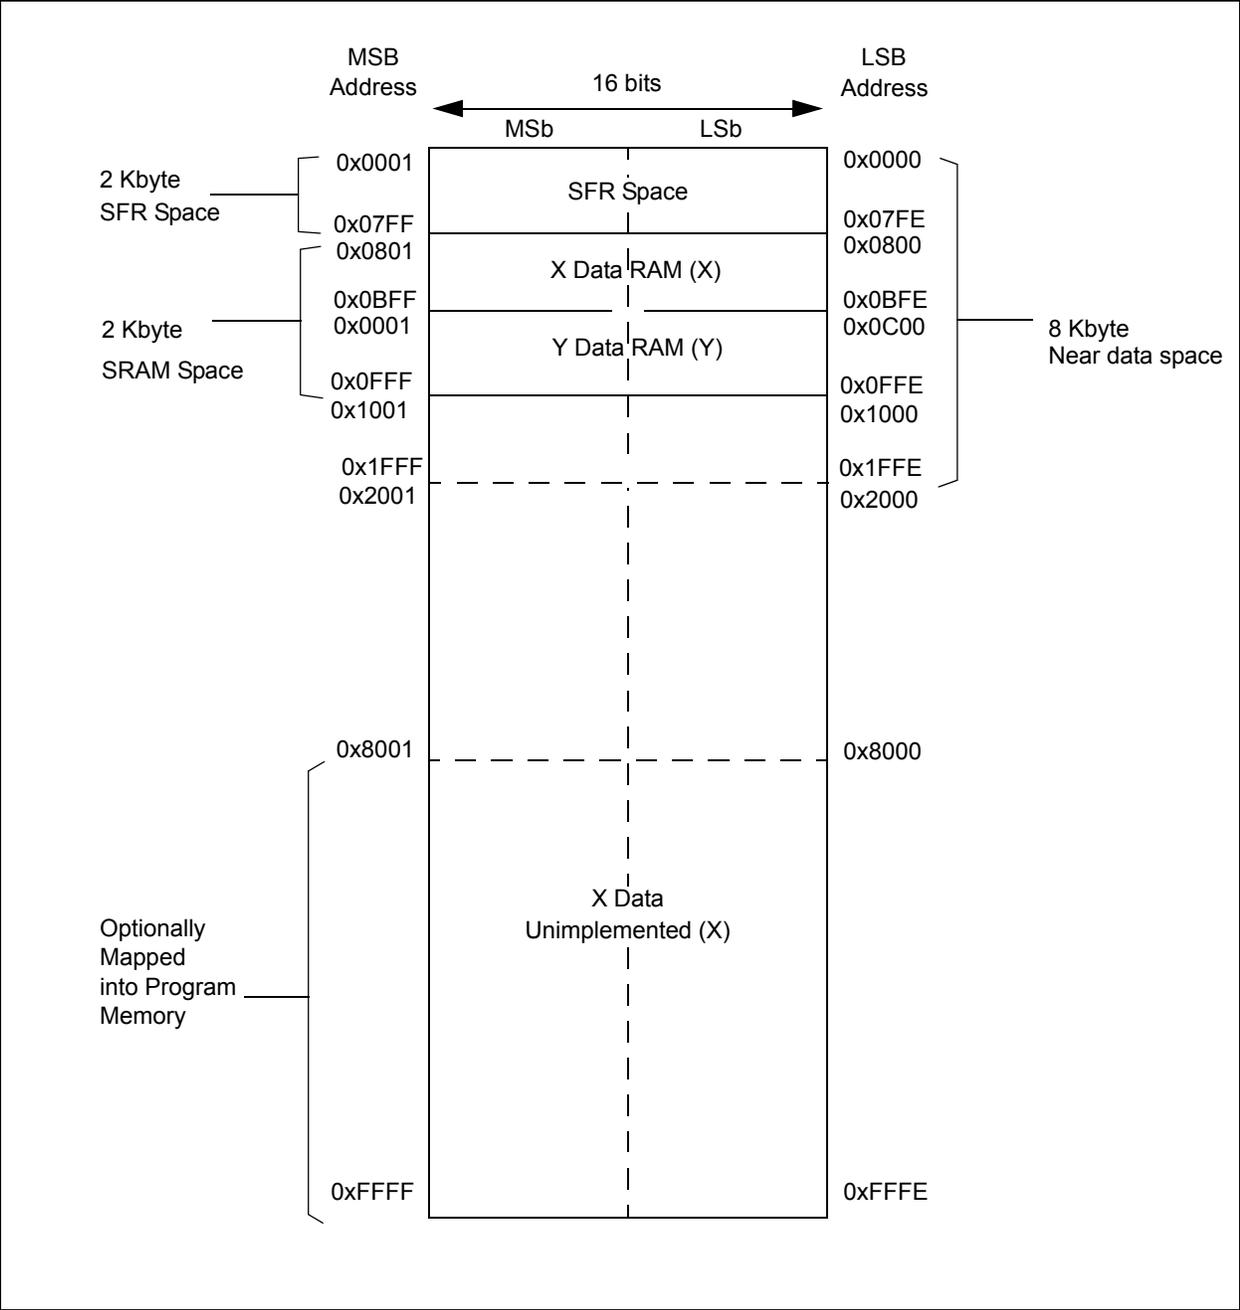 MSB
Address
LSB
Address
16 bits
MSb
LSb
2 Kbyte
SFR Space
0x0001
SFR Space
0x0000
0x07FF
0x07FE
0x0801
0x0800
X Data RAM (X)
0x0BFF
0x0BFE
0x0001
0x0C00
2 Kbyte
SRAM Space
Y Data RAM (Y)
8 Kbyte
Near data space
0x0FFF
0x0FFE
0x1001
0x1000
0x1FFF
0x1FFE
0x2001
0x2000
0x8001
0x8000
X Data
Unimplemented (X)
Optionally
Mapped
into Program
Memory
0xFFFF
0xFFFE